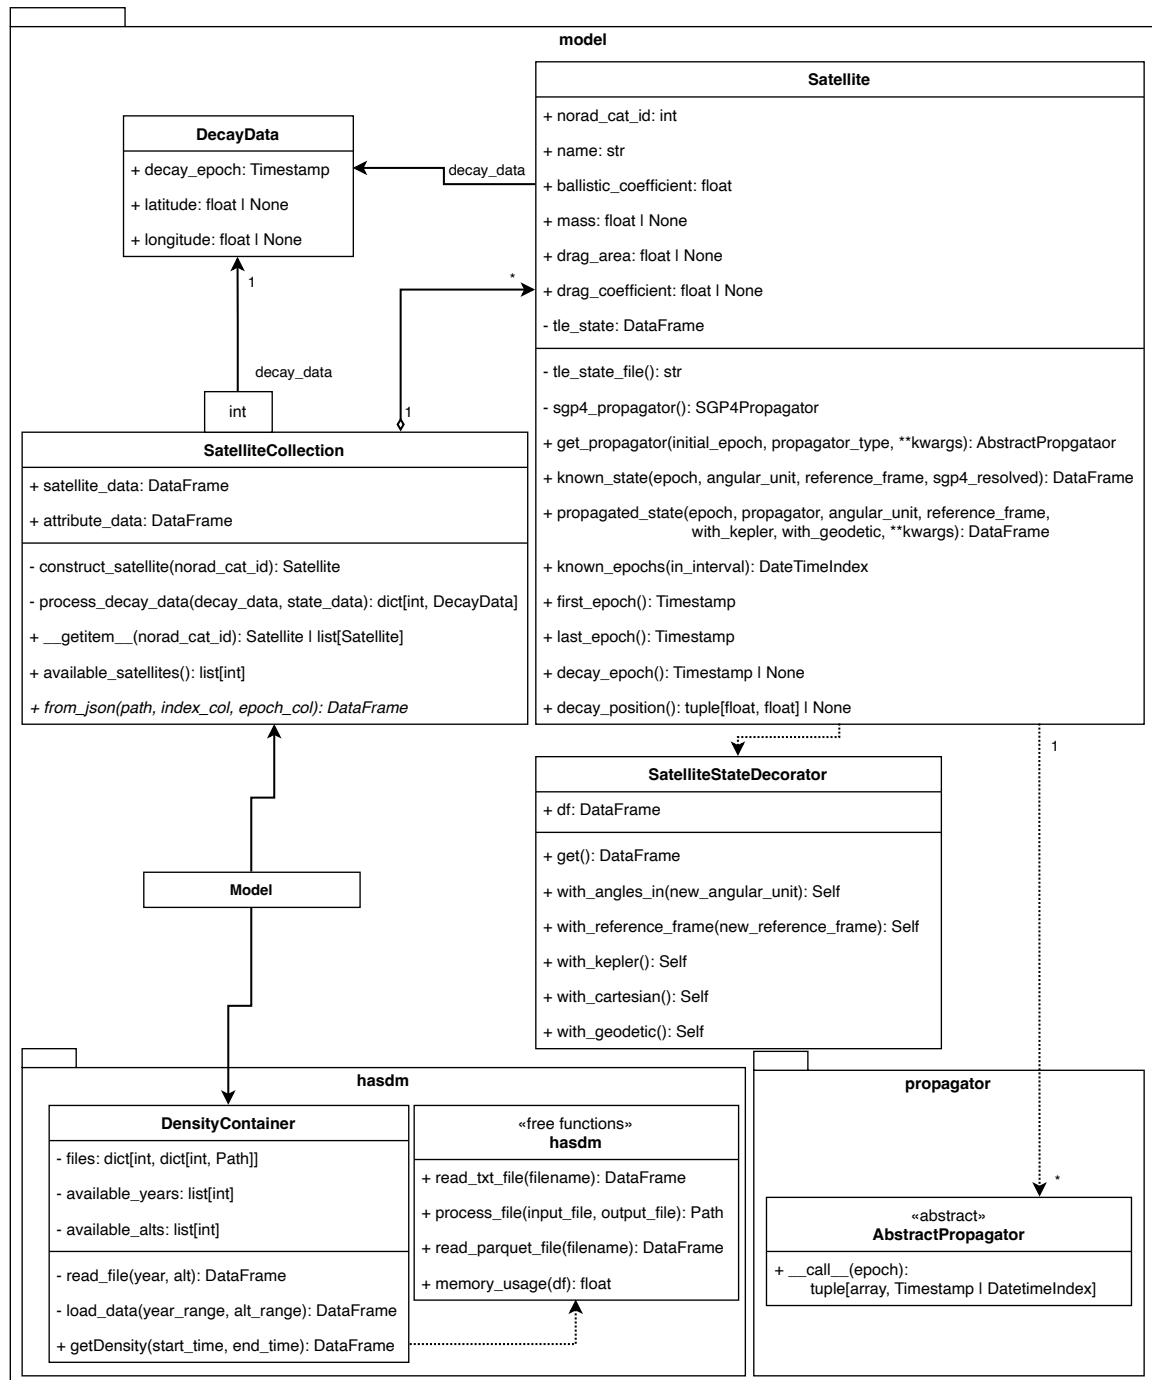 model
Satellite
+ norad_cat_id: int
+ name: str
+ ballistic_coefficient: float
+ mass: float | None
+ drag_area: float | None
+ drag_coefficient: float | None
- tle_state: DataFrame
- tle_state_file(): str
- sgp4_propagator(): SGP4Propagator
+ get_propagator(initial_epoch, propagator_type, **kwargs): AbstractPropgataor
+ known_state(epoch, angular_unit, reference_frame, sgp4_resolved): DataFrame
+ propagated_state(epoch, propagator, angular_unit, reference_frame,
with_kepler, with_geodetic, **kwargs): DataFrame
+ known_epochs(in_interval): DateTimeIndex
+ first_epoch(): Timestamp
+ last_epoch(): Timestamp
+ decay_epoch(): Timestamp | None
+ decay_position(): tuple[float, float] | None
DecayData
+ decay_epoch: Timestamp
+ latitude: float | None
+ longitude: float | None
decay_data
1
*
decay_data
int
1
SatelliteCollection
+ satellite_data: DataFrame
+ attribute_data: DataFrame
- construct_satellite(norad_cat_id): Satellite
- process_decay_data(decay_data, state_data): dict[int, DecayData]
+ __getitem__(norad_cat_id): Satellite | list[Satellite]
+ available_satellites(): list[int]
+ from_json(path, index_col, epoch_col): DataFrame
1
SatelliteStateDecorator
+ df: DataFrame
+ get(): DataFrame
+ with_angles_in(new_angular_unit): Self
+ with_reference_frame(new_reference_frame): Self
+ with_kepler(): Self
+ with_cartesian(): Self
+ with_geodetic(): Self
Model
hasdm
DensityContainer
- files: dict[int, dict[int, Path]]
- available_years: list[int]
- available_alts: list[int]
- read_file(year, alt): DataFrame
- load_data(year_range, alt_range): DataFrame
+ getDensity(start_time, end_time): DataFrame
«free functions»
hasdm
+ read_txt_file(filename): DataFrame
+ process_file(input_file, output_file): Path
+ read_parquet_file(filename): DataFrame
+ memory_usage(df): float
propagator
*
«abstract»
AbstractPropagator
+ __call__(epoch):
tuple[array, Timestamp | DatetimeIndex]